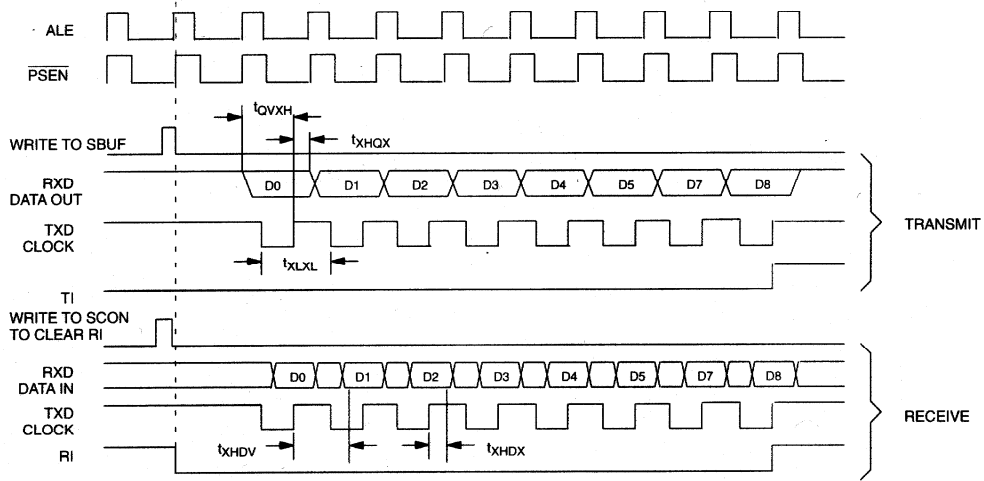 ALE
PSEN
tQVXH
tXHQX
WRITE TO SBUF
RXD
DATA OUT
D0 D1 D2 D3 D4 D5 D7 D8
TXD
CLOCK
TRANSMIT
tXLXL
TI
WRITE TO SCON
TO CLEAR RI
RXD
DATA IN
D0 D1 D2 D3 D4 D5 D7 D8
TXD
CLOCK
RECEIVE
tXHDV
tXHDX
RI